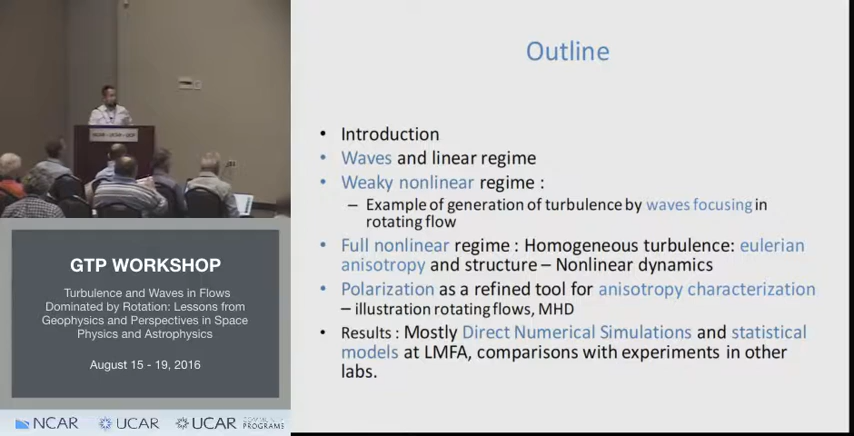 Outline
• Introduction
• Waves and linear regime
• Weaky nonlinear regime :
– Example of generation of turbulence by waves focusing in
rotating flow
• Full nonlinear regime : Homogeneous turbulence: eulerian
anisotropy and structure – Nonlinear dynamics
• Polarization as a refined tool for anisotropy characterization
– illustration rotating flows, MHD
• Results : Mostly Direct Numerical Simulations and statistical
models at LMFA, comparisons with experiments in other
labs.
GTP WORKSHOP
Turbulence and Waves in Flows
Dominated by Rotation: Lessons from
Geophysics and Perspectives in Space
Physics and Astrophysics
August 15 - 19, 2016
NCAR
UCAR
UCAR
PROGRAMS